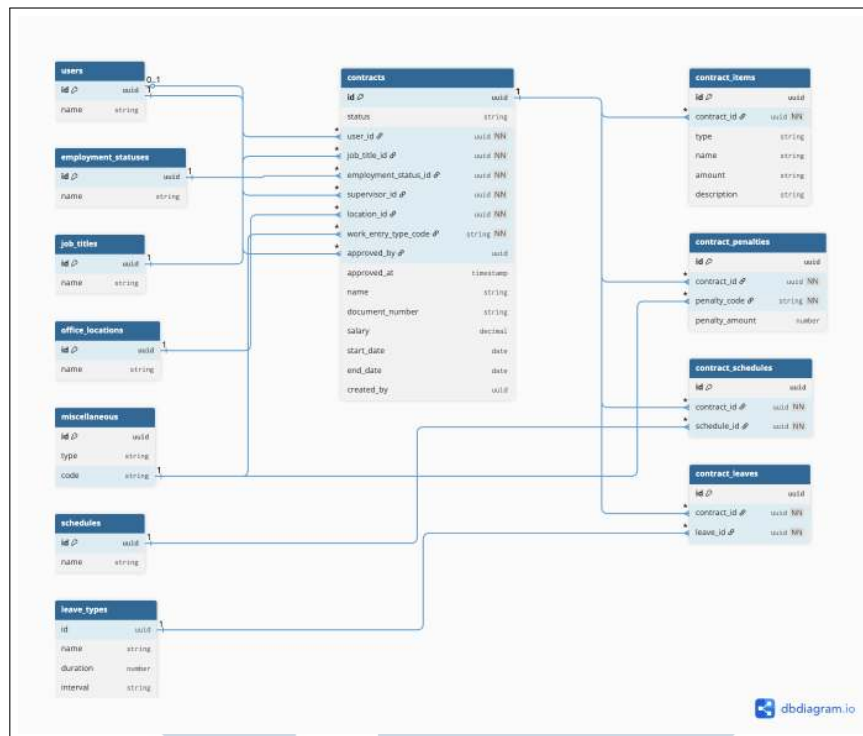 users
id uuid
name string
0..1
1
employment_statuses
id uuid 1
name string
job_titles
id uuid 1
name string
office_locations
id uuid 1
name string
miscellaneous
id uuid
type string
code string 1
schedules
id uuid 1
name string
leave_types
id uuid 1
name string
duration number
interval string
contracts
id uuid 1
status string
* user_id uuid NN
* job_title_id uuid NN
* employment_status_id uuid NN
* supervisor_id uuid NN
* location_id uuid NN
* work_entry_type_code string NN
* approved_by uuid
approved_at timestamp
name string
document_number string
salary decimal
start_date date
end_date date
created_by uuid
contract_items
id uuid
* contract_id uuid NN
type string
name string
amount string
description string
contract_penalties
id uuid
* contract_id uuid NN
* penalty_code string NN
penalty_amount number
contract_schedules
id uuid
* contract_id uuid NN
* schedule_id uuid NN
contract_leaves
id uuid
* contract_id uuid NN
* leave_id uuid NN
dbdiagram.io